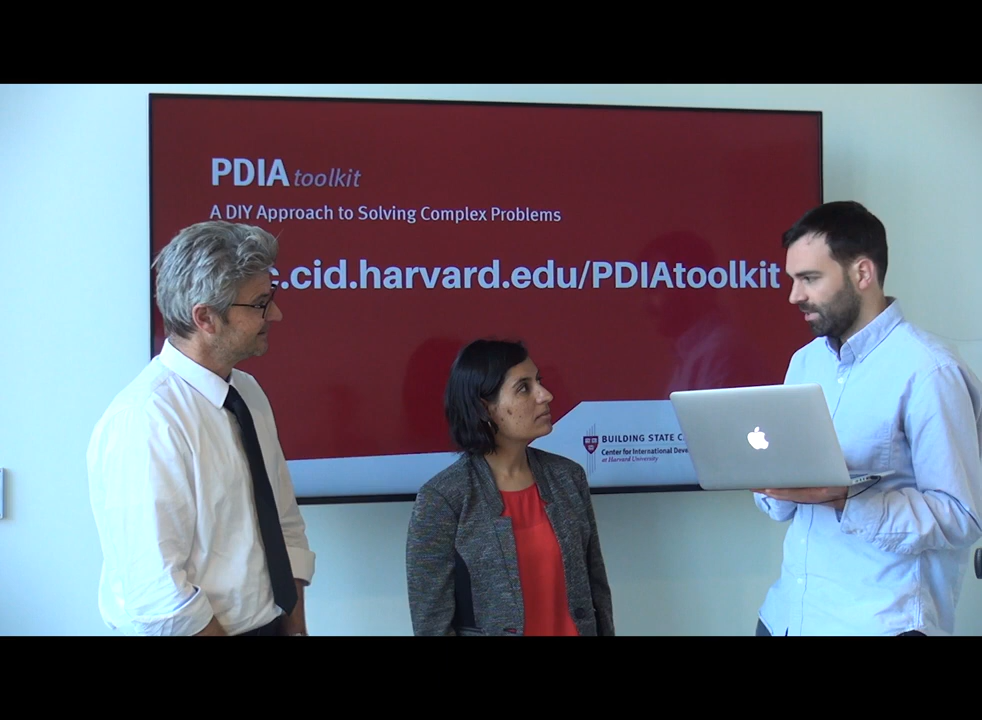 PDIA toolkit
A DIY Approach to Solving Complex Problems
c.cid.harvard.edu/PDIAtoolkit
BUILDING STATE C
Center for International Deve
at Harvard University